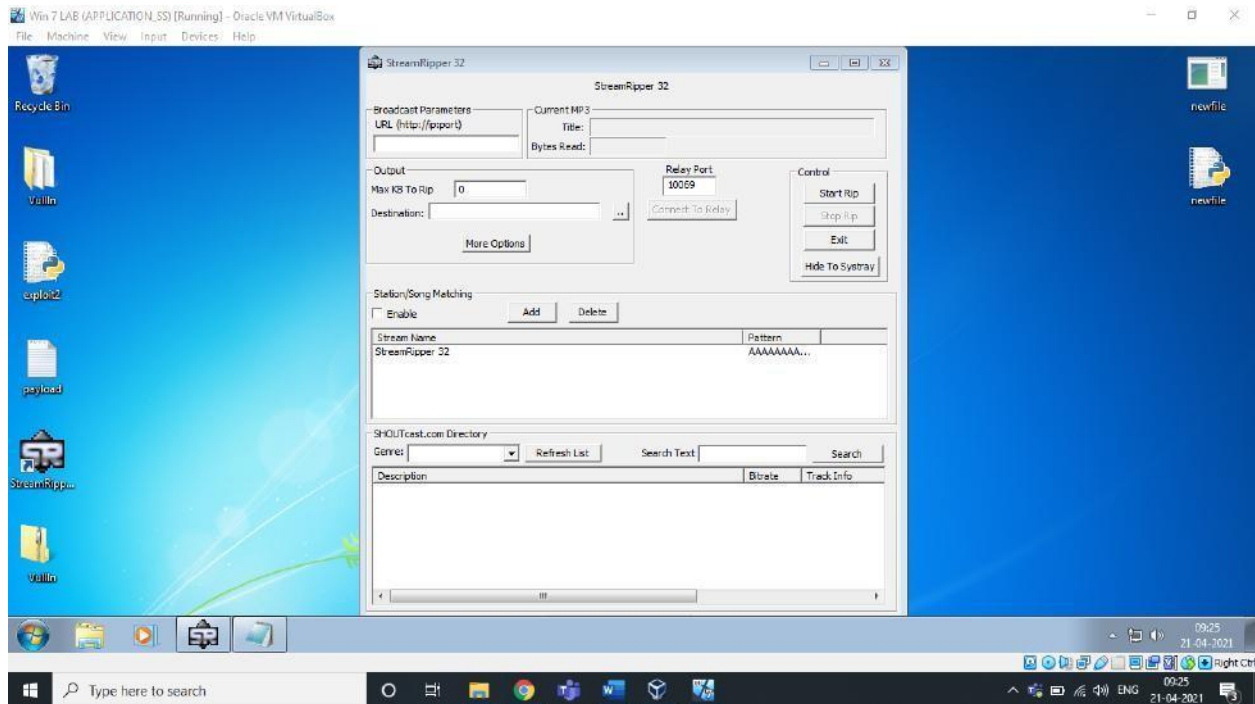 Win 7 LAB (APPLICATION_SS) [Running] - Oracle VM VirtualBox
File Machine View Input Devices Help
Recycle Bin
Vulln
exploit2
payload
StreamRipp...
Vulln
newfile
newfile
StreamRipper 32
StreamRipper 32
Broadcast Parameters
URL (http://ip:port)
Current MP3
Title:
Bytes Read:
Output
Max KB To Rip 0
Destination: ..
More Options
Relay Port
10069
Connect To Relay
Control
Start Rip
Stop Rip
Exit
Hide To Systray
Station/Song Matching
Enable Add Delete
Stream Name Pattern
StreamRipper 32 AAAAAAAA...
SHOUTcast.com Directory
Genre: Refresh List Search Text Search
Description Bitrate Track Info
09:25
21-04-2021
Right Ctrl
Type here to search
ENG
09:25
21-04-2021
3